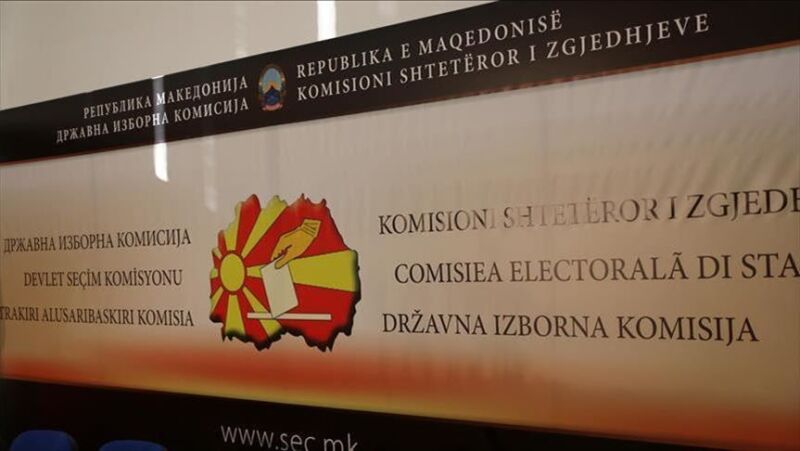 РЕПУБЛИКА МАКЕДОНИЈА
ДРЖАВНА ИЗБОРНА КОМИСИЈА
REPUBLIKA E MAQEDONISË
KOMISIONI SHTETËROR I ZGJEDHJEVE
ДРЖАВНА ИЗБОРНА КОМИСИЈА
DEVLET SEÇİM KOMİSYONU
TRAKIRI ALUSARIBASKIRI KOMISIA
KOMISIONI SHTETËROR I ZGJEDH
COMISIEA ELECTORALÃ DI STA
DRŽAVNA IZBORNA KOMISIJA
www.sec.mk